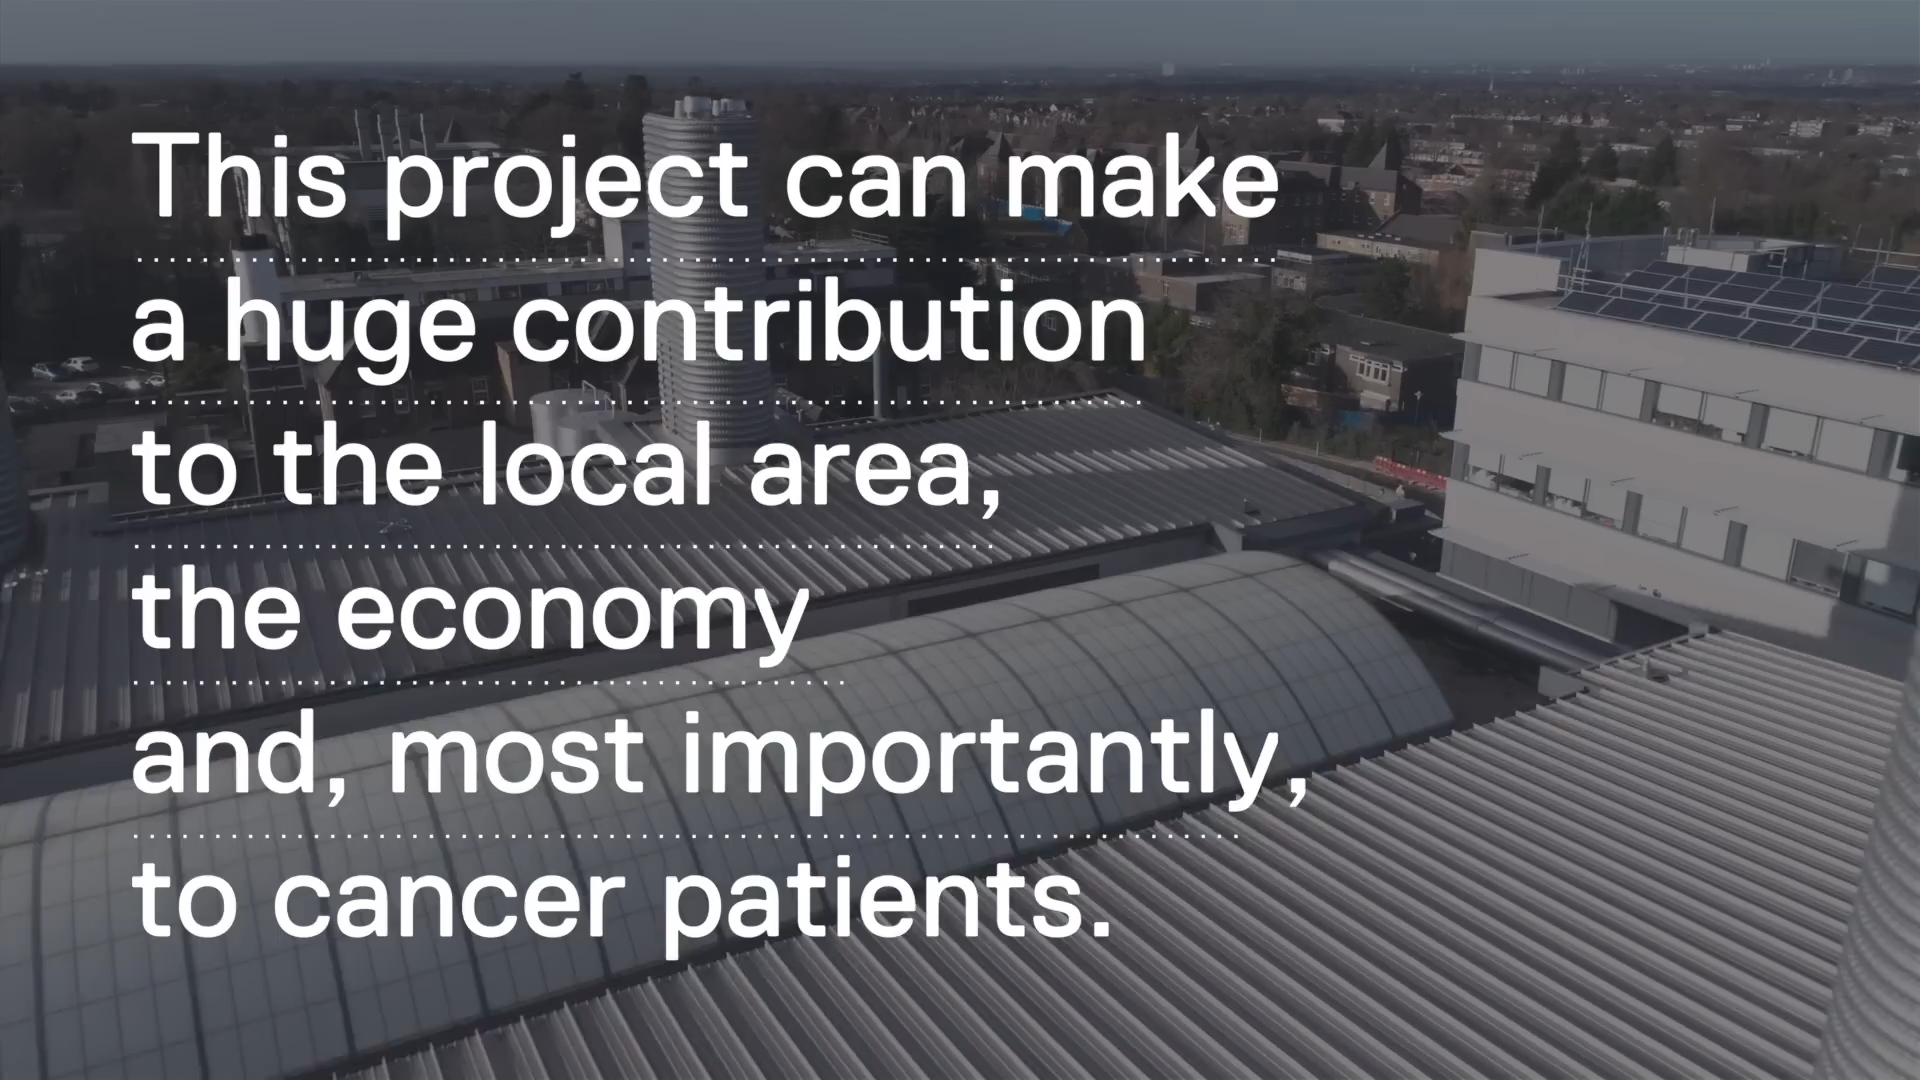 This project can make
a huge contribution
to the local area,
the economy
and, most importantly,
to cancer patients.